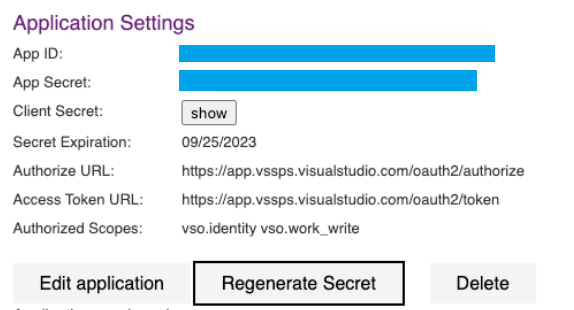 Application Settings
App ID:
App Secret:
Client Secret: show
Secret Expiration: 09/25/2023
Authorize URL: https://app.vssps.visualstudio.com/oauth2/authorize
Access Token URL: https://app.vssps.visualstudio.com/oauth2/token
Authorized Scopes: vso.identity vso.work_write
Edit application Regenerate Secret Delete